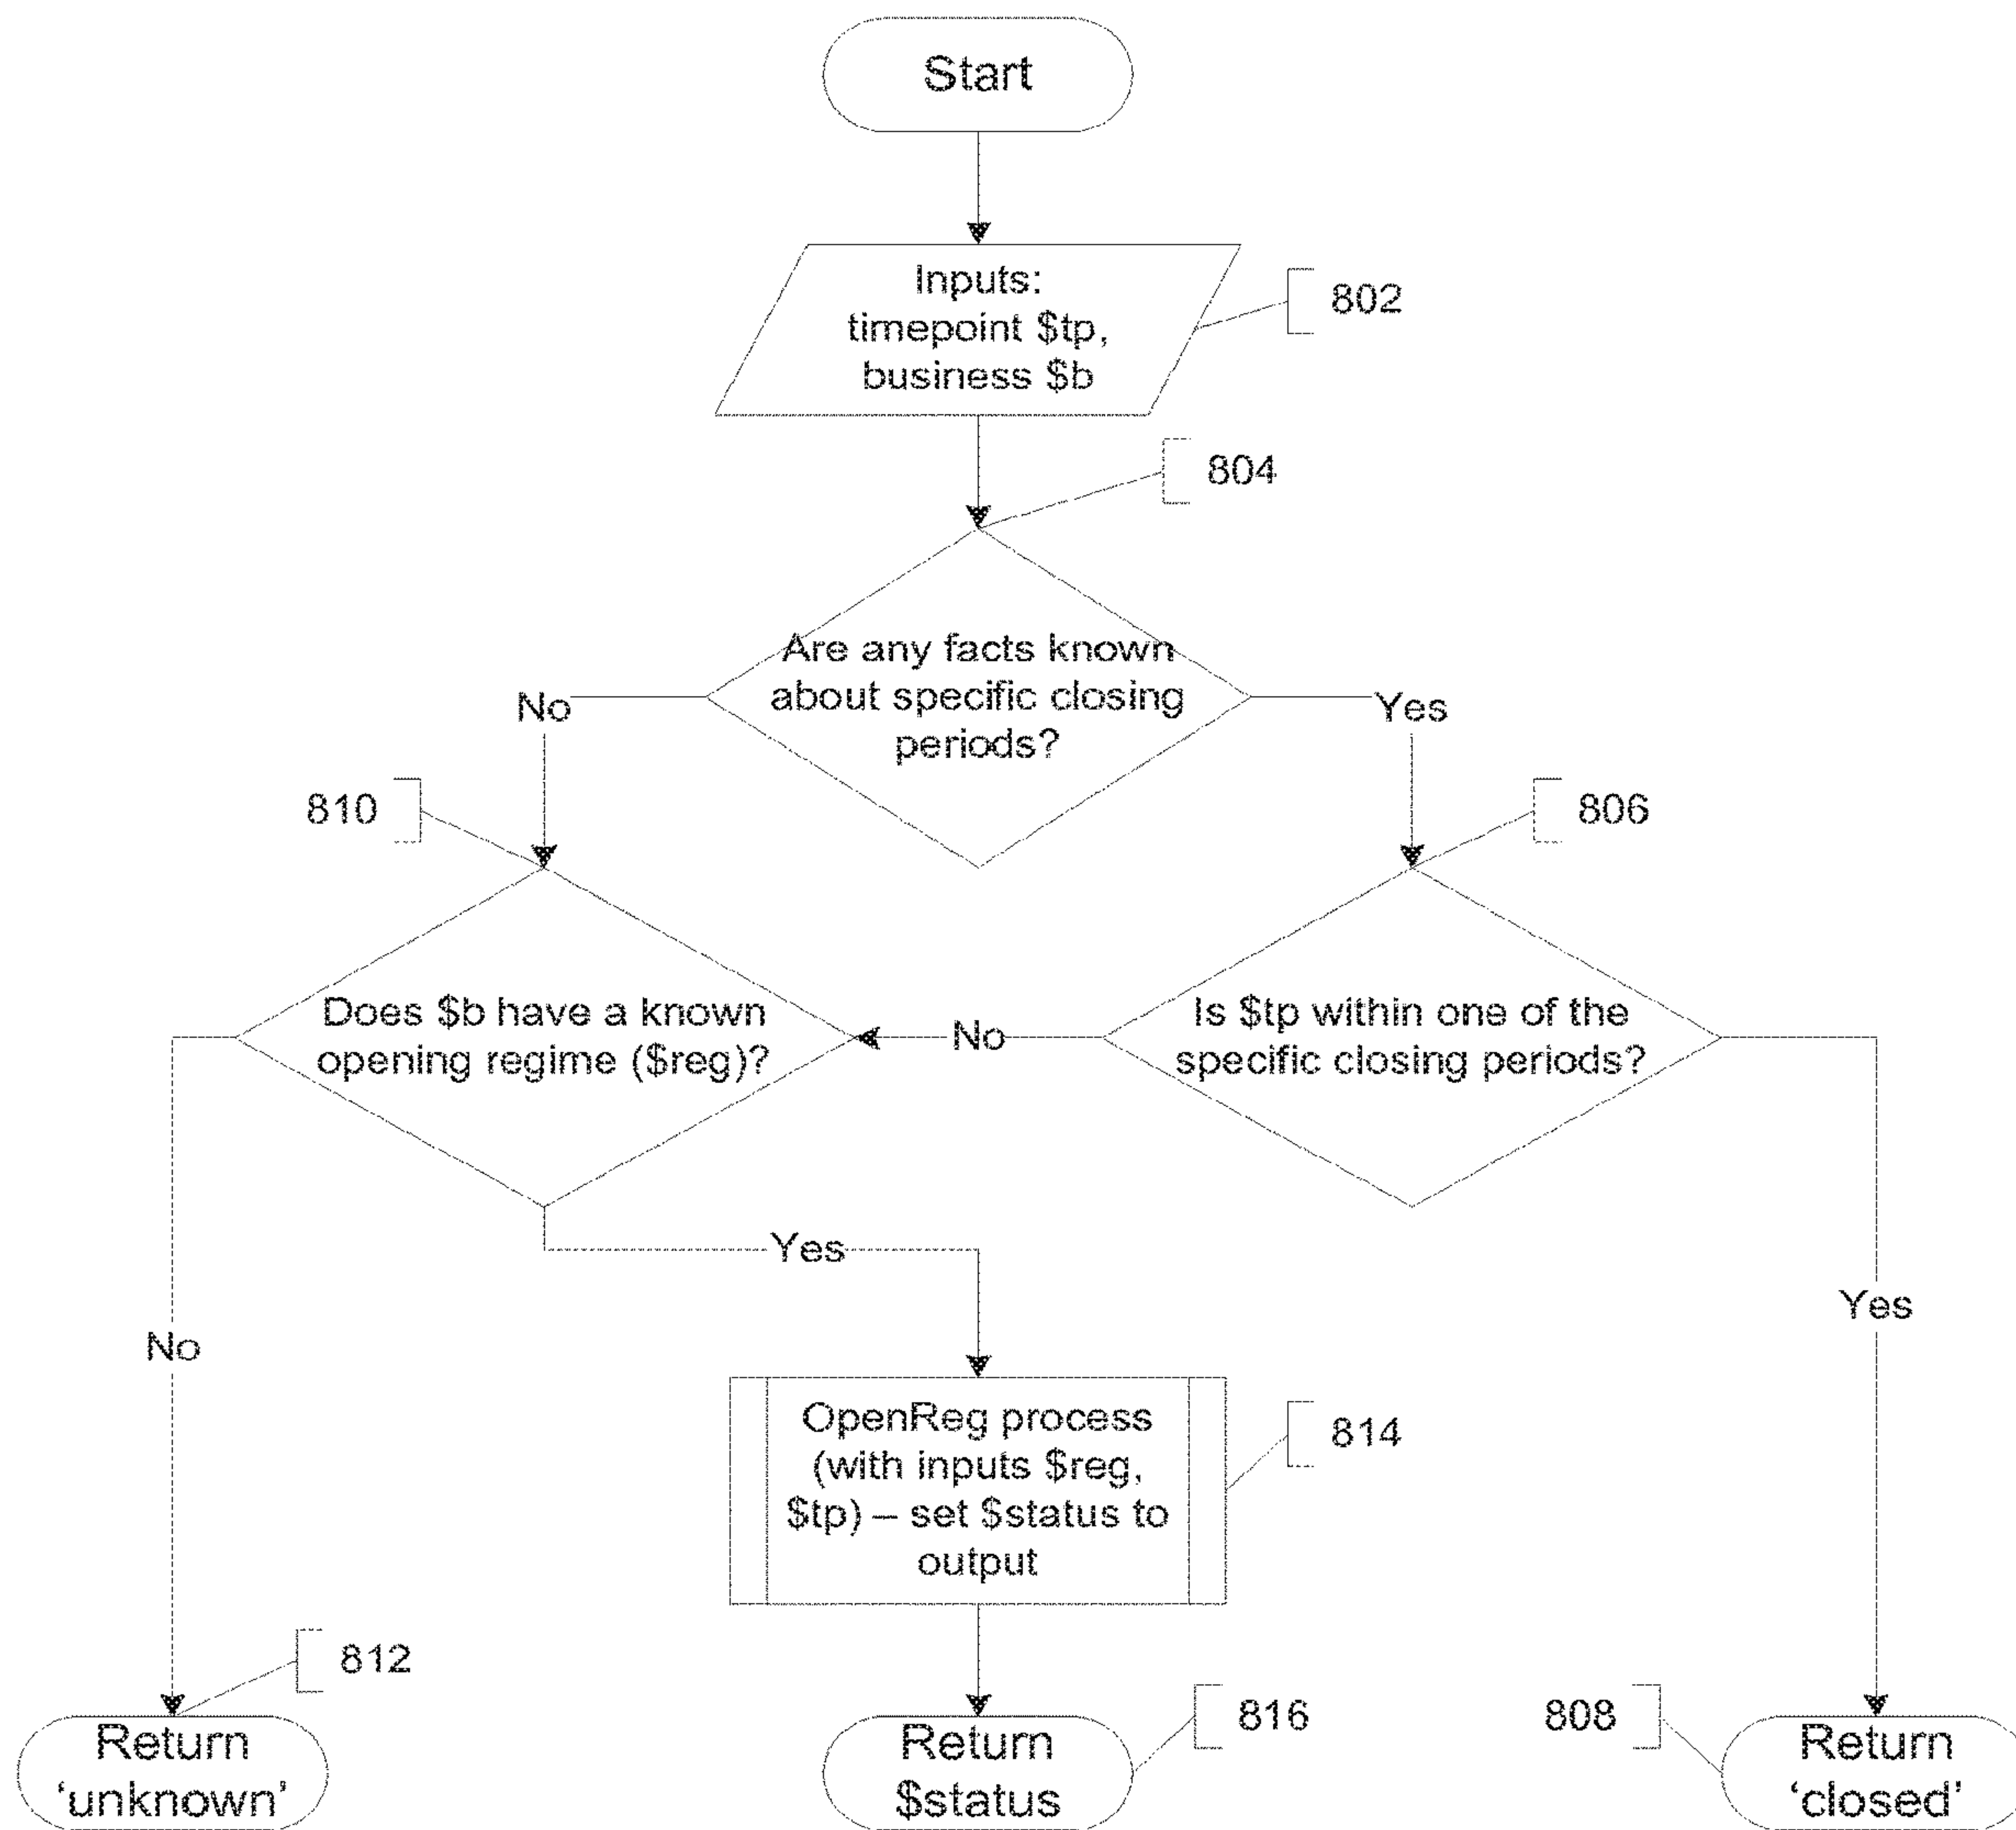 Start
Inputs:
timepoint $tp,
business $b
802
804
Are any facts known
about specific closing
periods?
No
Yes
810
806
Does $b have a known
opening regime ($reg)?
No
Is $tp within one of the
specific closing periods?
Yes
Yes
No
OpenReg process
(with inputs $reg,
$tp) – set $status to
output
814
812
816
808
Return
‘unknown’
Return
$status
Return
‘closed’